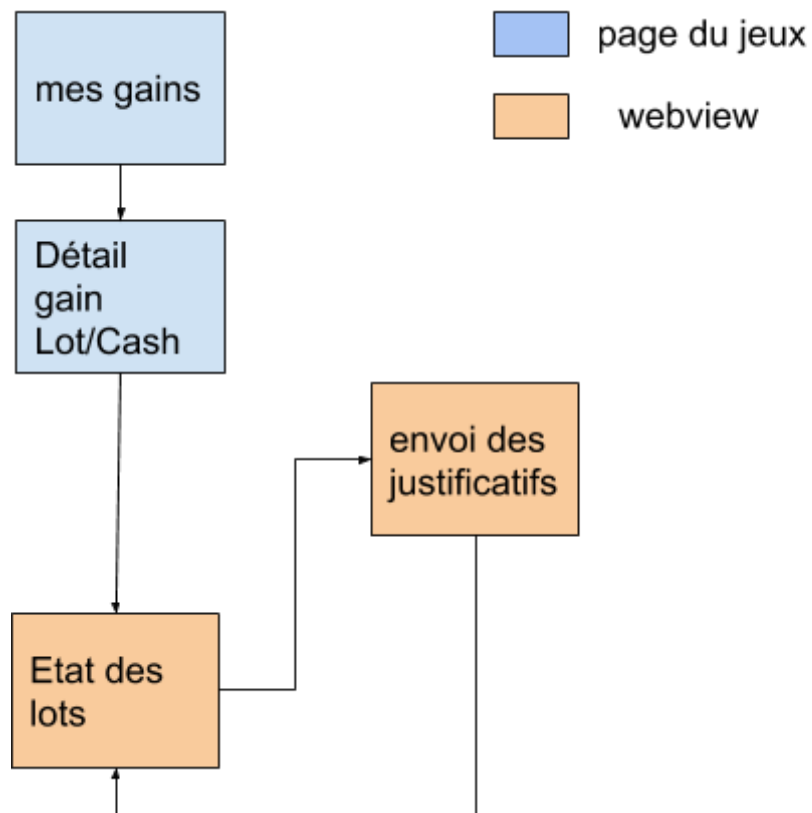 mes gains
page du jeux
webview
Détail
gain
Lot/Cash
envoi des
justificatifs
Etat des
lots